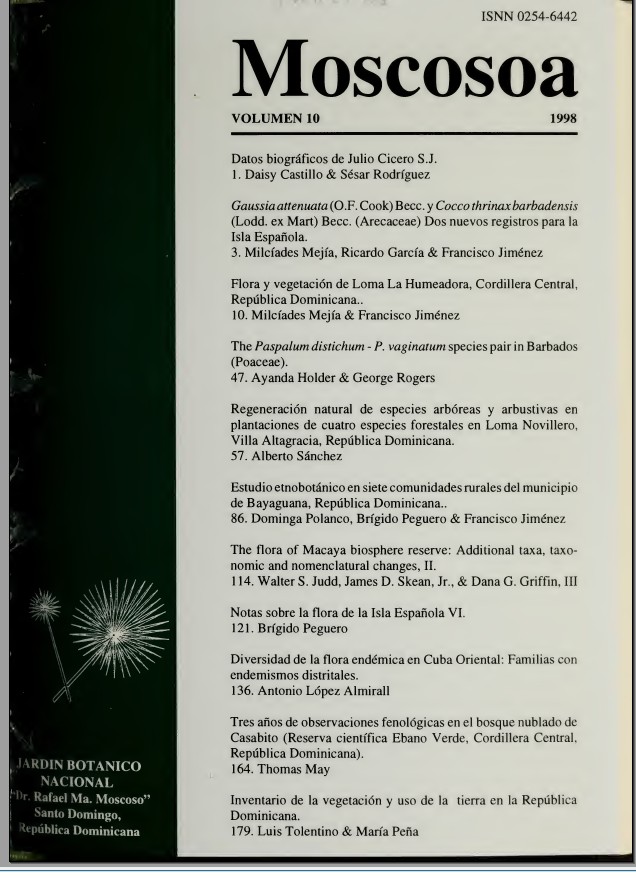 ISNN 0254-6442
Moscosoa
VOLUMEN 10 1998
Datos biográficos de Julio Cicero S.J.
1. Daisy Castillo & Sésar Rodríguez
Gaussia attenuata (O.F. Cook) Becc. y Coccothrinax barbadensis
(Lodd. ex Mart) Becc. (Arecaceae) Dos nuevos registros para la
Isla Española.
3. Milcíades Mejía, Ricardo García & Francisco Jiménez
Flora y vegetación de Loma La Humeadora, Cordillera Central,
República Dominicana..
10. Milcíades Mejía & Francisco Jiménez
The Paspalum distichum - P. vaginatum species pair in Barbados
(Poaceae).
47. Ayanda Holder & George Rogers
Regeneración natural de especies arbóreas y arbustivas en
plantaciones de cuatro especies forestales en Loma Novillero,
Villa Altagracia, República Dominicana.
57. Alberto Sánchez
Estudio etnobotánico en siete comunidades rurales del municipio
de Bayaguana, República Dominicana..
86. Dominga Polanco, Brígido Peguero & Francisco Jiménez
The flora of Macaya biosphere reserve: Additional taxa, taxo-
nomic and nomenclatural changes, II.
114. Walter S. Judd, James D. Skean, Jr., & Dana G. Griffin, III
Notas sobre la flora de la Isla Española VI.
121. Brígido Peguero
Diversidad de la flora endémica en Cuba Oriental: Familias con
endemismos distritales.
136. Antonio López Almirall
Tres años de observaciones fenológicas en el bosque nublado de
Casabito (Reserva científica Ebano Verde, Cordillera Central,
República Dominicana).
164. Thomas May
Inventario de la vegetación y uso de la tierra en la República
Dominicana.
179. Luis Tolentino & María Peña
JARDIN BOTANICO
NACIONAL
"Dr. Rafael Ma. Moscoso"
Santo Domingo,
República Dominicana